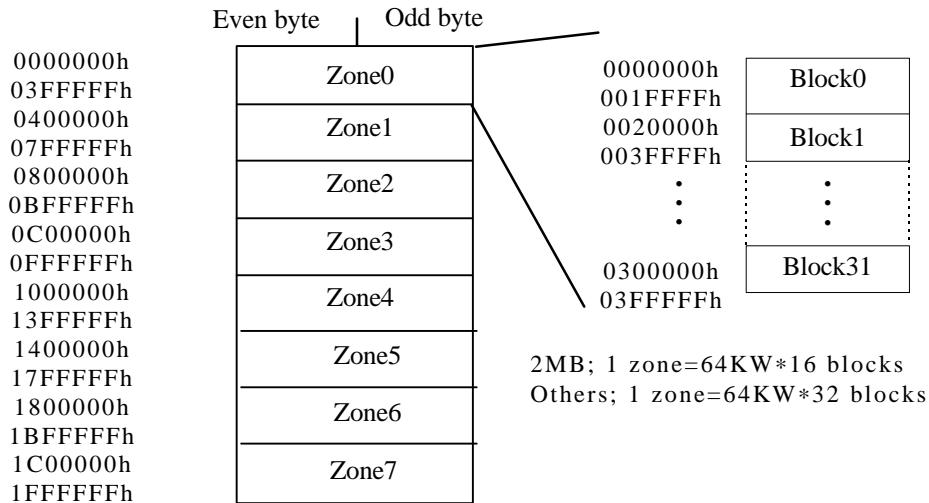 Even byte Odd byte
0000000h
03FFFFFh
Zone0
0400000h
07FFFFFh
Zone1
0800000h
0BFFFFFh
Zone2
0C00000h
0FFFFFFh
Zone3
1000000h
13FFFFFh
Zone4
1400000h
17FFFFFh
Zone5
1800000h
1BFFFFFh
Zone6
1C00000h
1FFFFFFh
Zone7
0000000h
001FFFFh
Block0
0020000h
003FFFFh
Block1
0300000h
03FFFFFh
Block31
2MB; 1 zone=64KW*16 blocks
Others; 1 zone=64KW*32 blocks